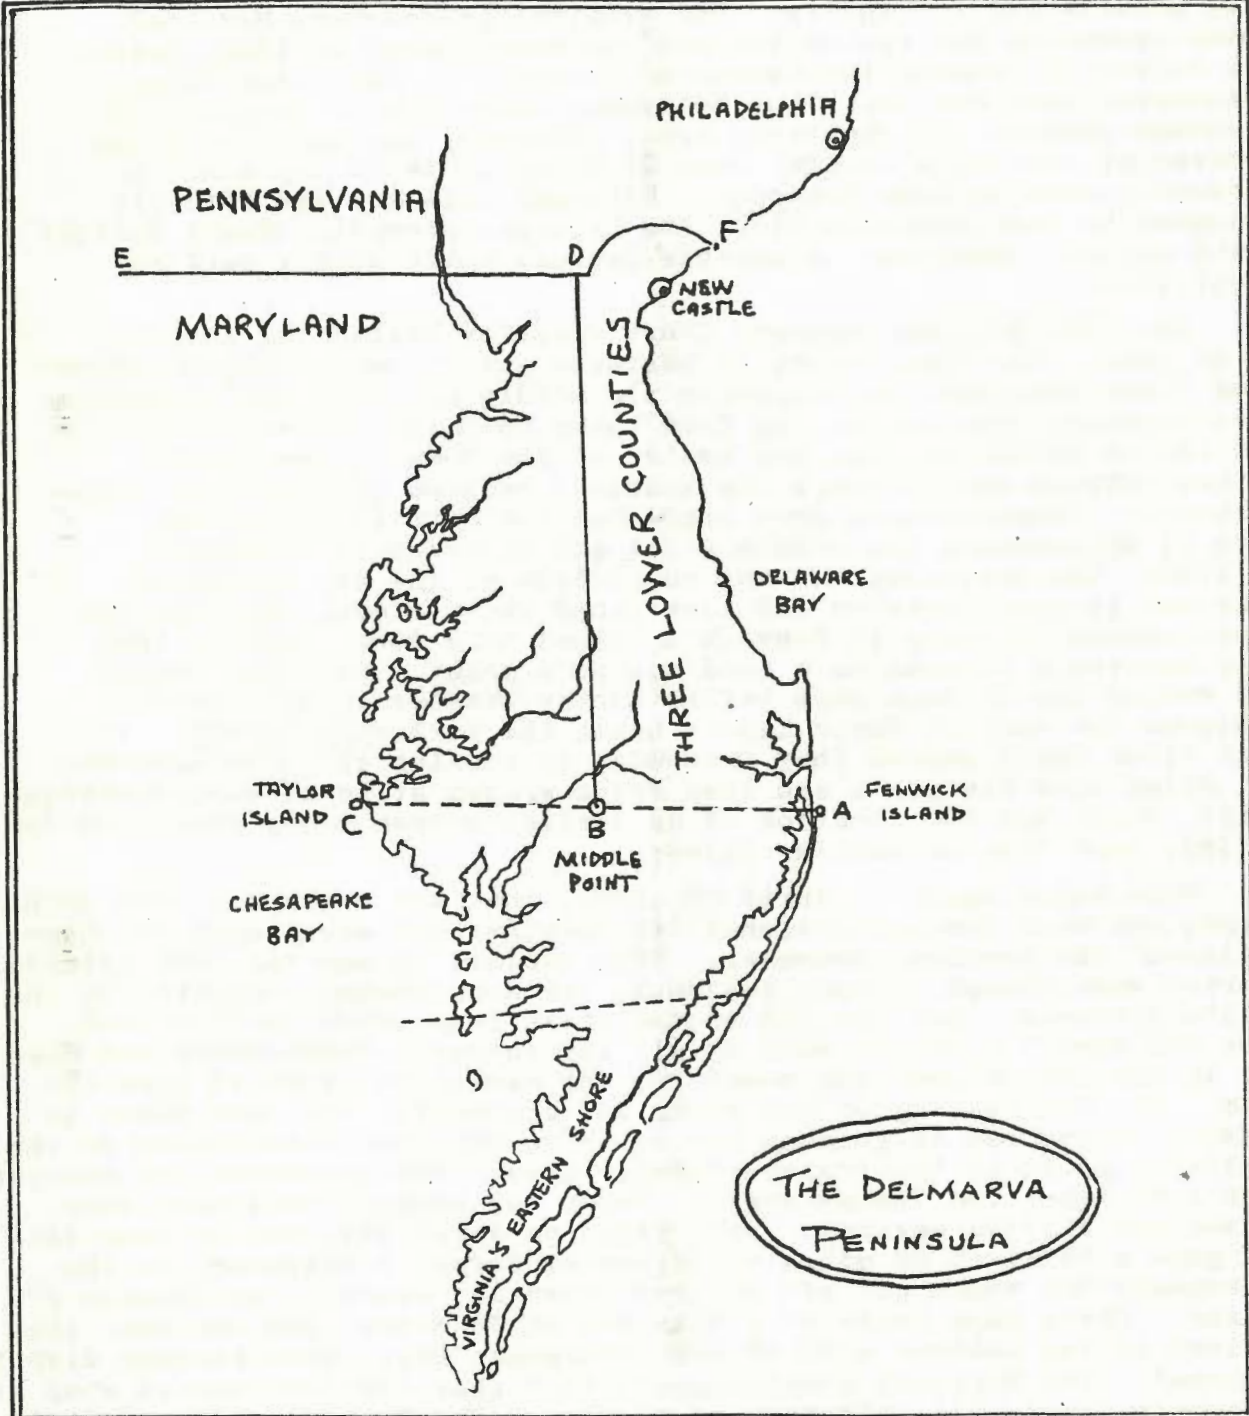 PHILADELPHIA
PENNSYLVANIA
F
E
D
NEW
CASTLE
MARYLAND
THREE LOWER COUNTIES
DELAWARE
BAY
TAYLOR
ISLAND
C
B
A
FENWICK
ISLAND
MIDDLE
POINT
CHESAPEAKE
BAY
VIRGINIA'S EASTERN SHORE
THE DELMARVA
PENINSULA